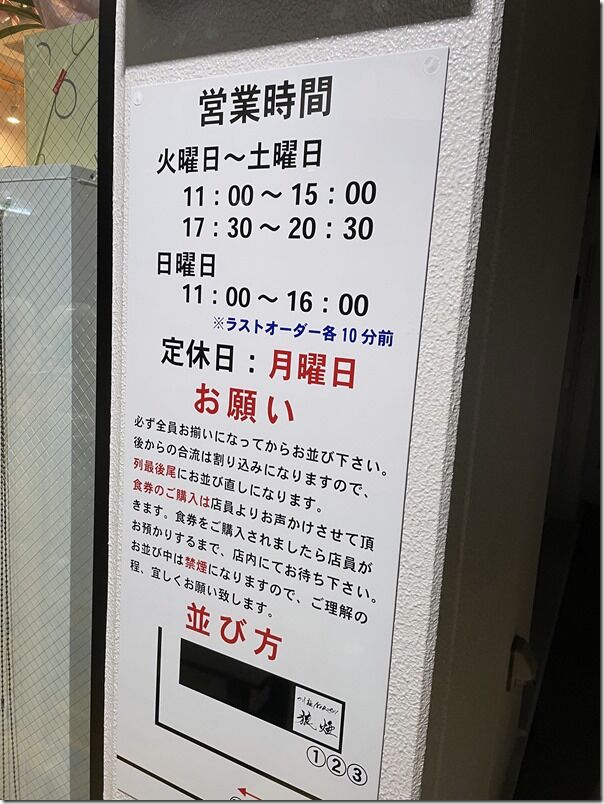 営業時間
火曜日〜土曜日
11：00〜15：00
17：30〜20：30
日曜日
11：00〜16：00
※ラストオーダー各10分前
定休日：月曜日
お願い
必ず全員お揃いになってからお並び下さい。
後からの合流は割り込みになりますので、
列最後尾にお並び直しになります。
食券のご購入は店員よりお声かけさせて頂
きます。食券をご購入されましたら店員が
お預かりするまで、店内にてお待ち下さい。
お並び中は禁煙になりますので、ご理解の
程、宜しくお願い致します。
並び方
①②③